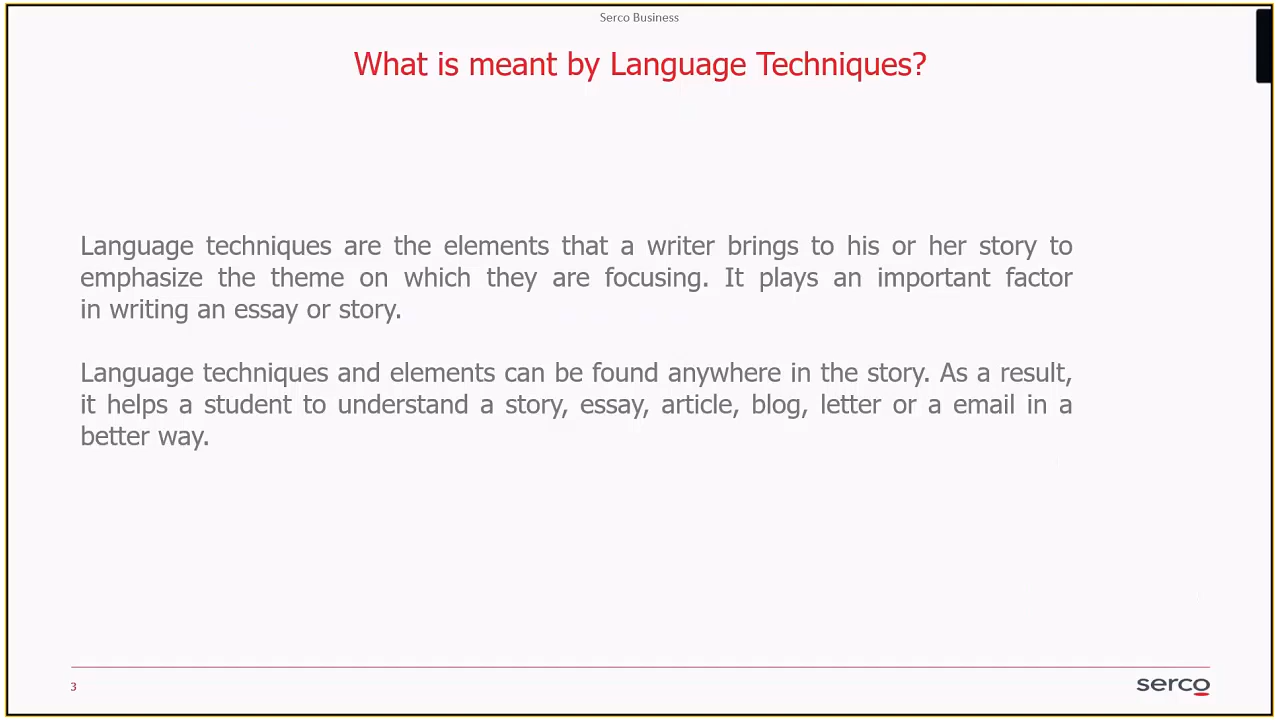 Serco Business
What is meant by Language Techniques?
Language techniques are the elements that a writer brings to his or her story to
emphasize the theme on which they are focusing. It plays an important factor
in writing an essay or story.
Language techniques and elements can be found anywhere in the story. As a result,
it helps a student to understand a story, essay, article, blog, letter or a email in a
better way.
3
serco